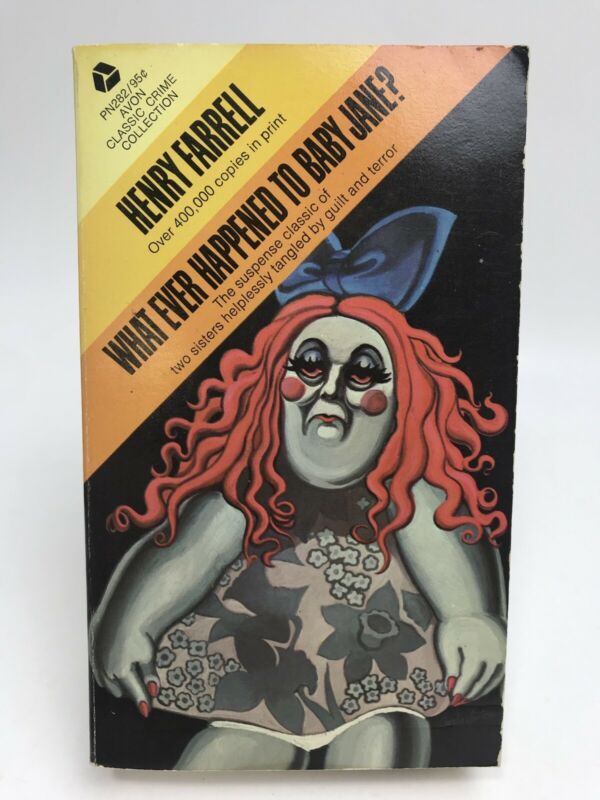 PN282/95¢
AVON
CLASSIC CRIME
COLLECTION
HENRY FARRELL
Over 400,000 copies in print
WHAT EVER HAPPENED TO BABY JANE?
The suspense classic of
two sisters helplessly tangled by guilt and terror